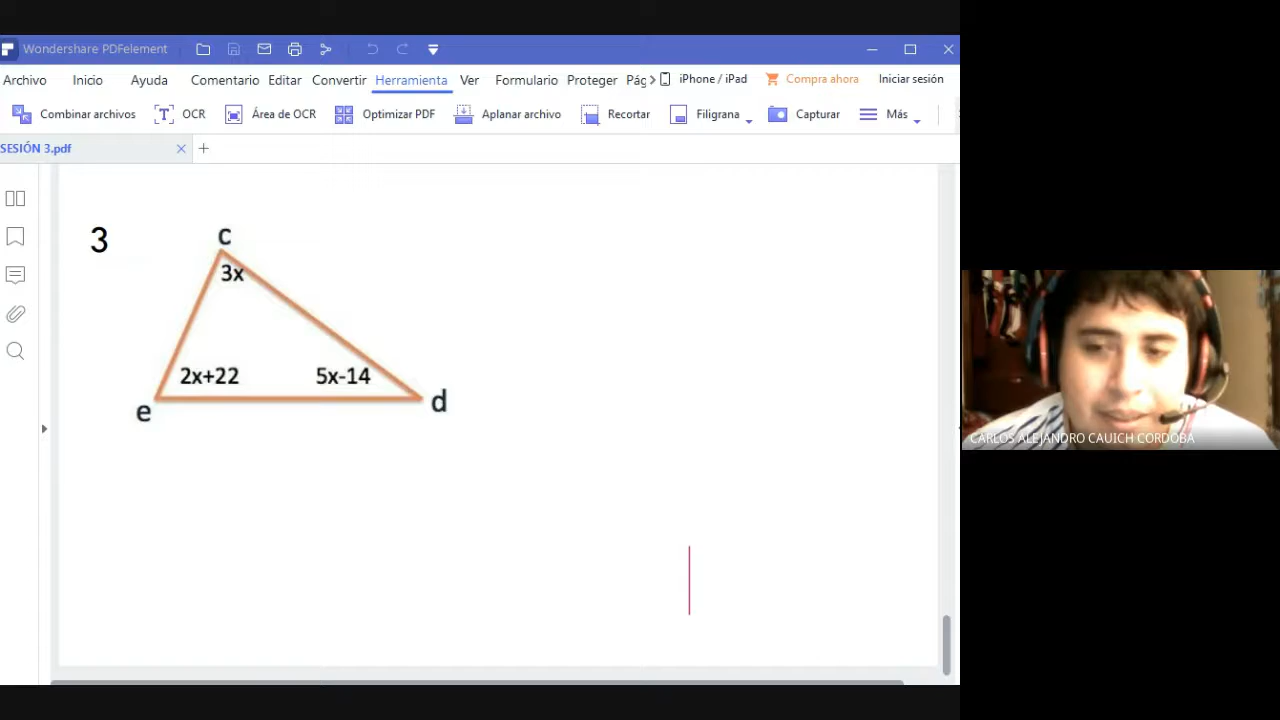 Wondershare PDFelement
Archivo Inicio Ayuda Comentario Editar Convertir Herramienta Ver Formulario Proteger Pág iPhone / iPad Compra ahora Iniciar sesión
Combinar archivos OCR Área de OCR Optimizar PDF Aplanar archivo Recortar Filigrana Capturar Más
SESIÓN 3.pdf
3
c
3x
2x+22 5x-14
e d
CARLOS ALEJANDRO CAUICH CORDOBA